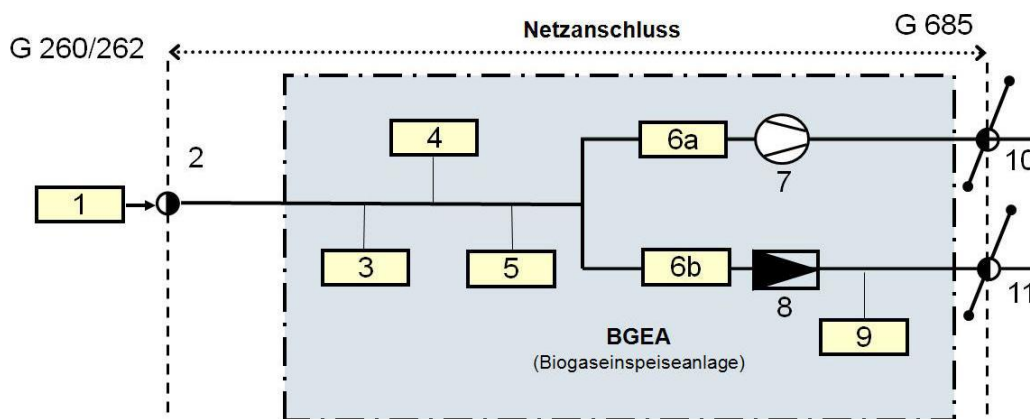 Netzanschluss
G 685
G 260/262
4
6a
2
7
10
1
3
5
6b
8
11
9
BGEA
(Biogaseinspeiseanlage)